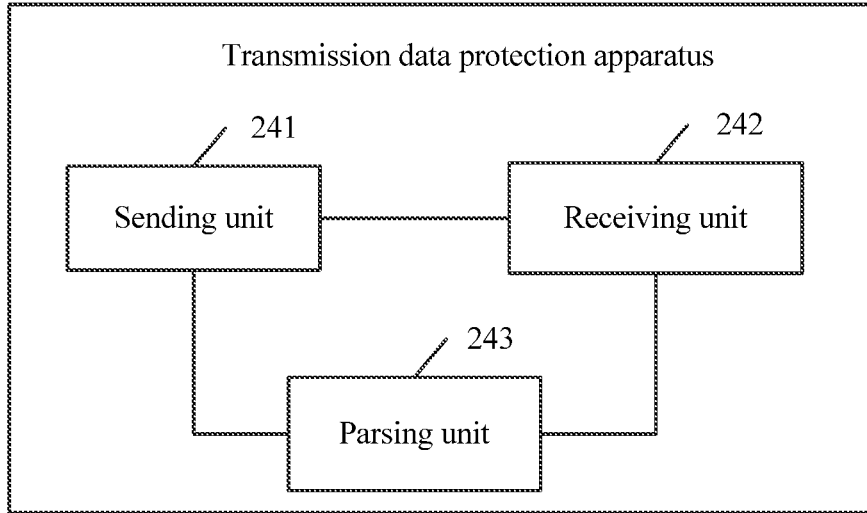 Transmission data protection apparatus
241
242
Sending unit
Receiving unit
243
Parsing unit